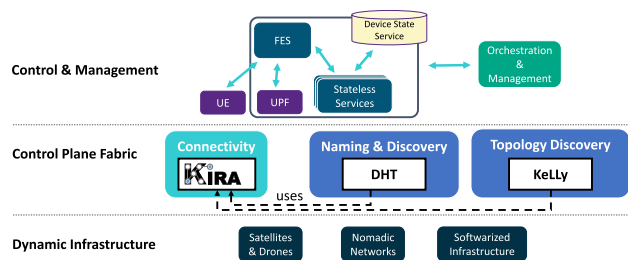 Device State
Service
FES
Control & Management
Orchestration
&
Management
Stateless
Services
UE
UPF
Connectivity
Naming & Discovery
Topology Discovery
Control Plane Fabric
KIRA
DHT
KeLLy
uses
Dynamic Infrastructure
Satellites
& Drones
Nomadic
Networks
Softwarized
Infrastructure